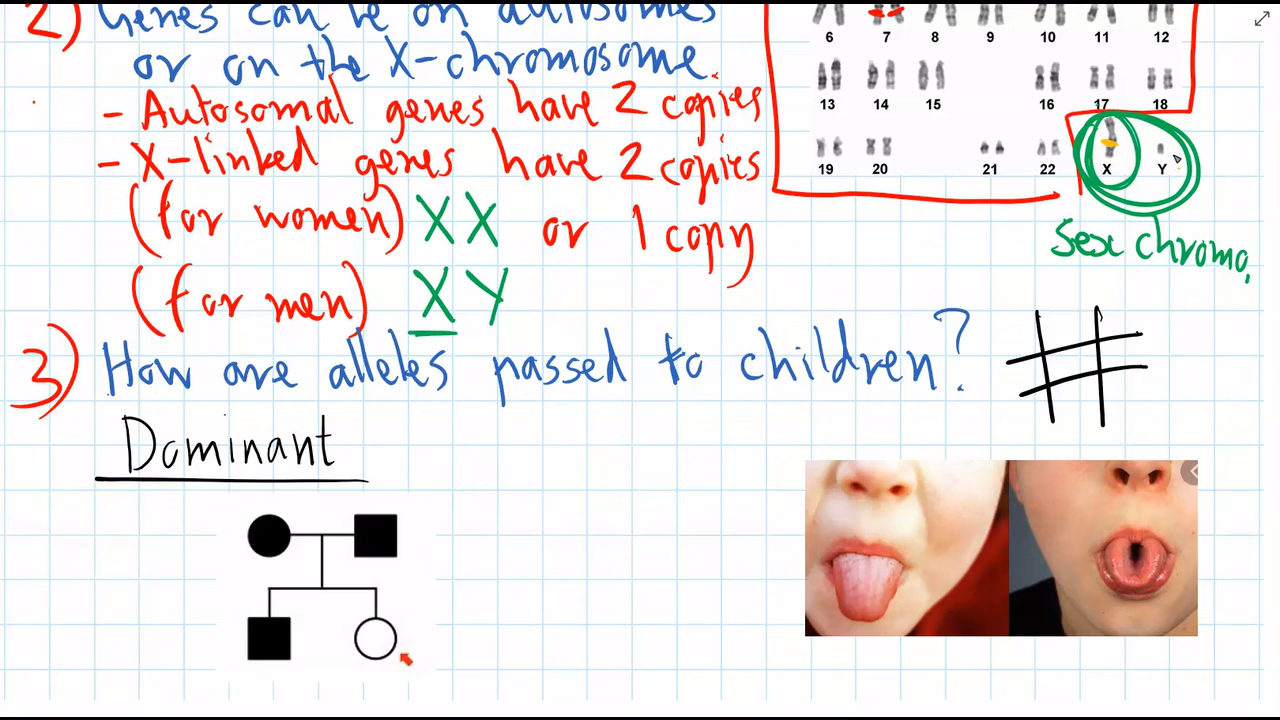 2) Genes can be on autosomes
or on the X-chromosome
- Autosomal genes have 2 copies
- X-linked genes have 2 copies
(for women) XX or 1 copy
(for men) XY
3) How are alleles passed to children?
Dominant
6 7 8 9 10 11 12
13 14 15 16 17 18
19 20 21 22 X Y
Sex chromo.